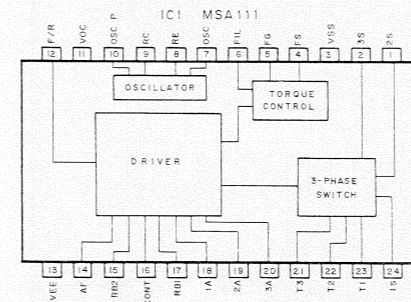 IC1 MSA111
F/R VOC OSC P RC RE OSC FIL FG FS VSS 3S 2S
12 11 10 9 8 7 6 5 4 3 2 1
OSCILLATOR
TORQUE
CONTROL
DRIVER
3-PHASE
SWITCH
13 14 15 16 17 18 19 20 21 22 23 24
VEE AF RB2 CONT RB1 1A 2A 3A T3 T2 T1 1S